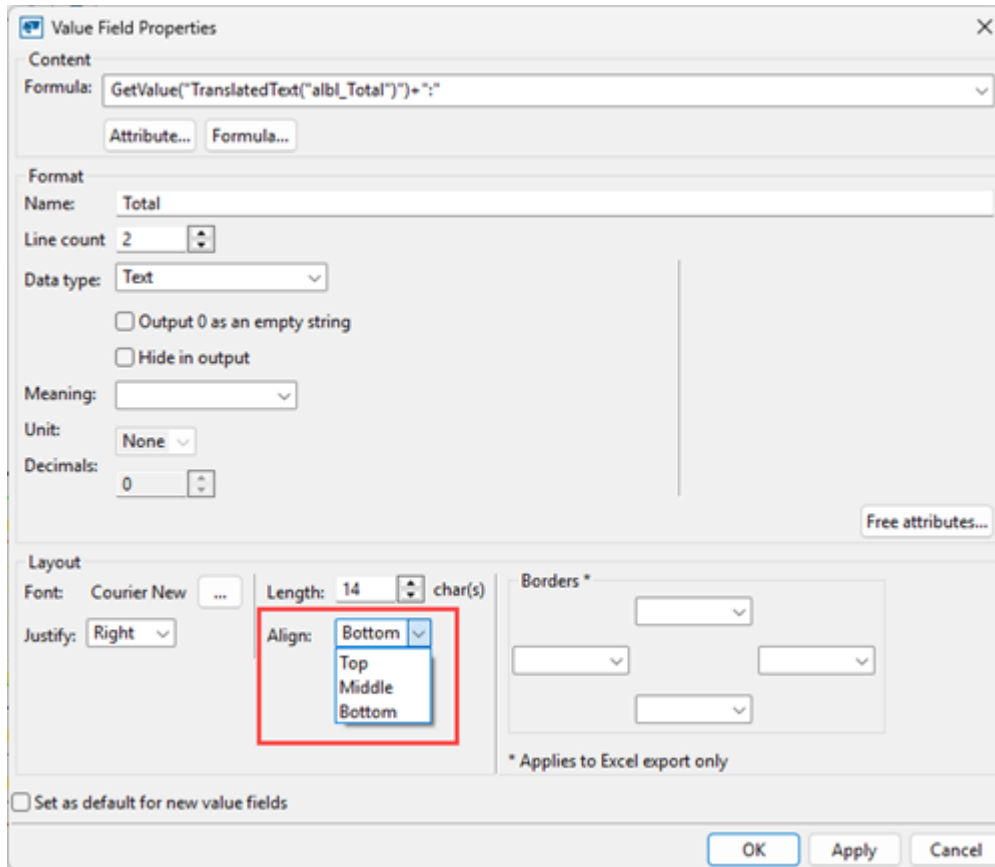 Value Field Properties
Content
Formula: GetValue("TranslatedText("albl_Total")")+":"
Attribute... Formula...
Format
Name: Total
Line count 2
Data type: Text
Output 0 as an empty string
Hide in output
Meaning:
Unit: None
Decimals: 0
Free attributes...
Layout
Font: Courier New ... Length: 14 char(s) Borders *
Justify: Right Align: Bottom
Top
Middle
Bottom
* Applies to Excel export only
Set as default for new value fields
OK Apply Cancel